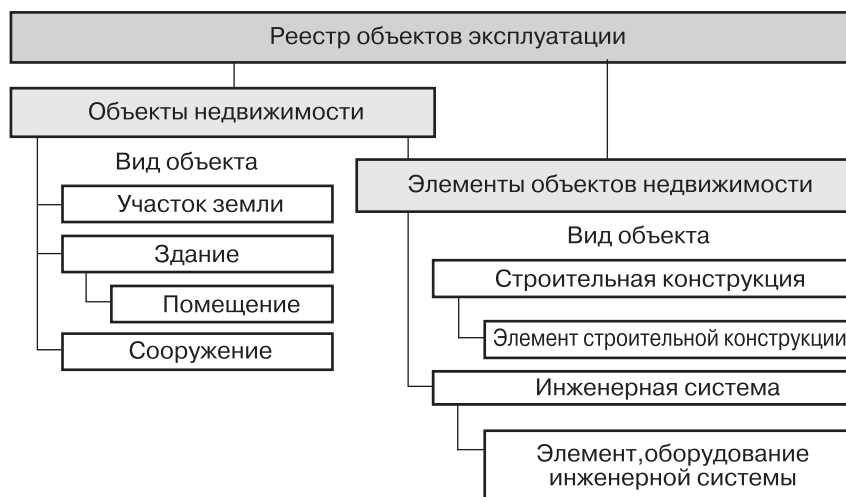 Реестр объектов эксплуатации
Объекты недвижимости
Вид объекта
Участок земли
Здание
Помещение
Сооружение
Элементы объектов недвижимости
Вид объекта
Строительная конструкция
Элемент строительной конструкции
Инженерная система
Элемент,оборудование
инженерной системы